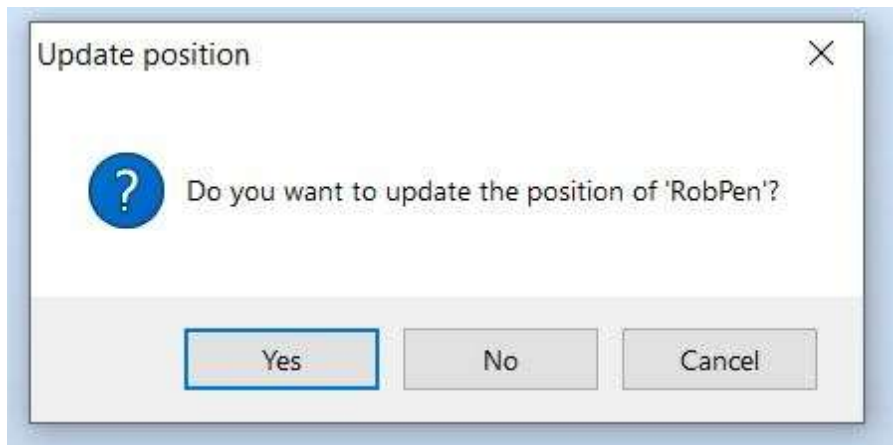 Update position
Do you want to update the position of 'RobPen'?
Yes No Cancel